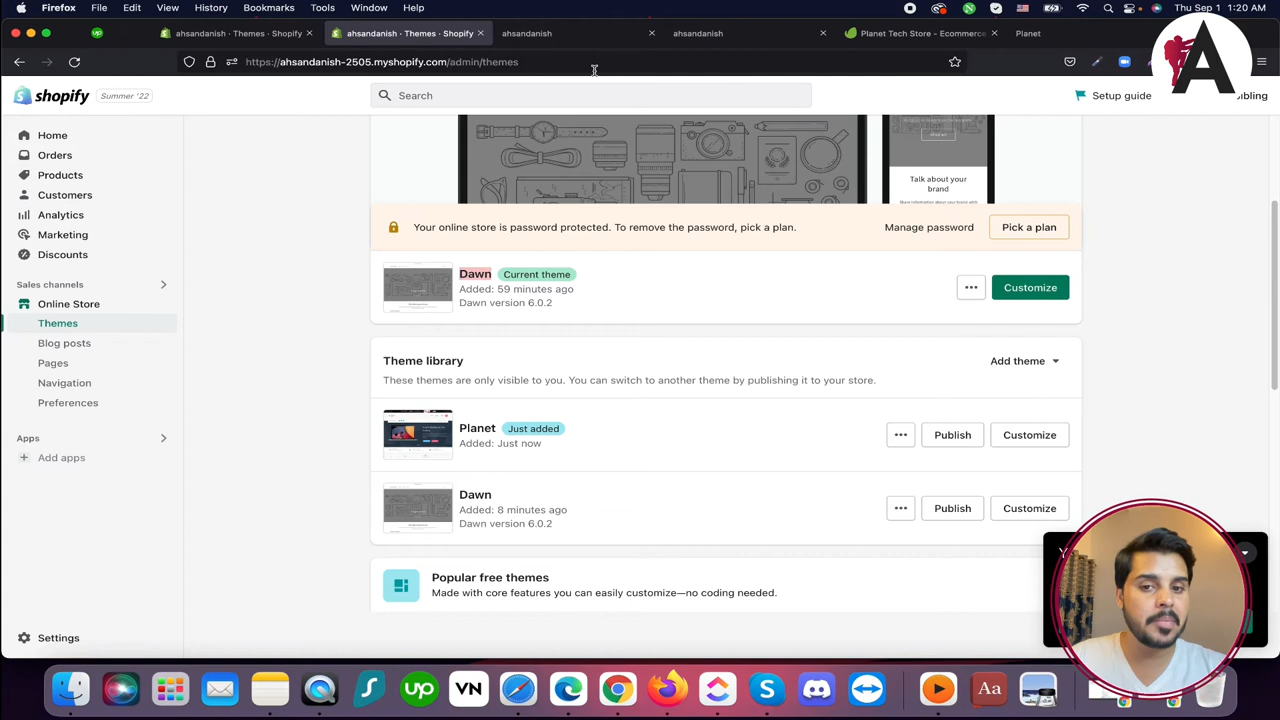 Firefox File Edit View History Bookmarks Tools Window Help
Mon Aug 8 1:20 AM
ahsandanish · Themes · Shopify
ahsandanish · Themes · Shopify
ahsandanish
ahsandanish
Planet Tech Store - Ecommerce
Planet
https://ahsandanish-2505.myshopify.com/admin/themes
A
shopify
Summer '22
Search
Setup guide
ibling
Home
Orders
Products
Customers
Analytics
Marketing
Discounts
Sales channels
Online Store
Themes
Blog posts
Pages
Navigation
Preferences
Apps
Add apps
Settings
Talk about your
brand
Your online store is password protected. To remove the password, pick a plan.
Manage password
Pick a plan
Dawn Current theme
Added: 59 minutes ago
Dawn version 6.0.2
Customize
Theme library
Add theme
These themes are only visible to you. You can switch to another theme by publishing it to your store.
Planet Just added
Added: Just now
Publish
Customize
Dawn
Added: 8 minutes ago
Dawn version 6.0.2
Publish
Customize
Popular free themes
Made with core features you can easily customize—no coding needed.
up
VN
Aa